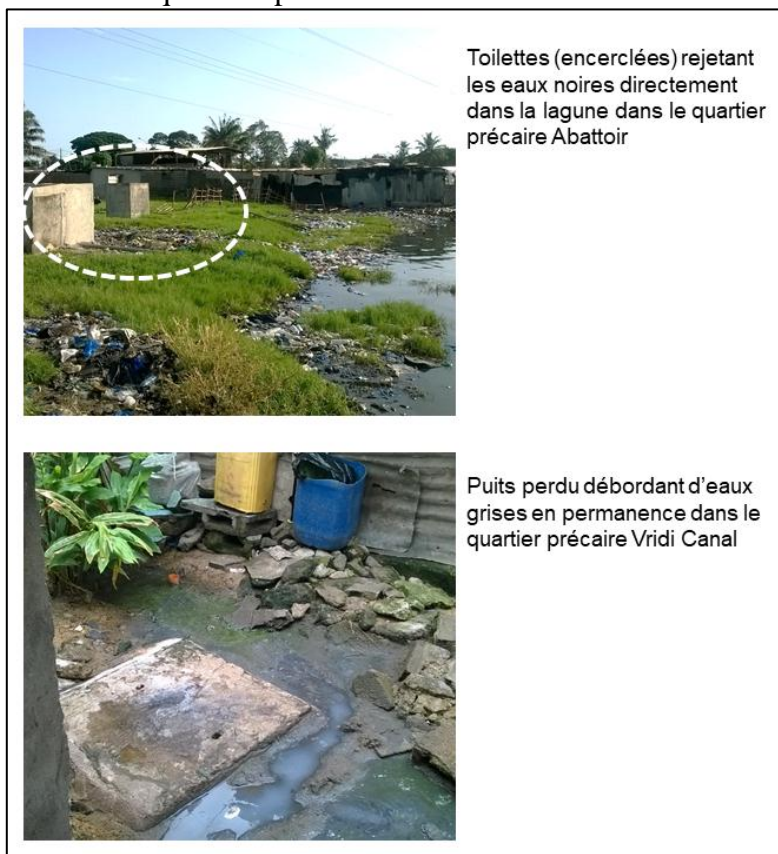 Toilettes (encerclées) rejetant
les eaux noires directement
dans la lagune dans le quartier
précaire Abattoir
Puits perdu débordant d'eaux
grises en permanence dans le
quartier précaire Vridi Canal